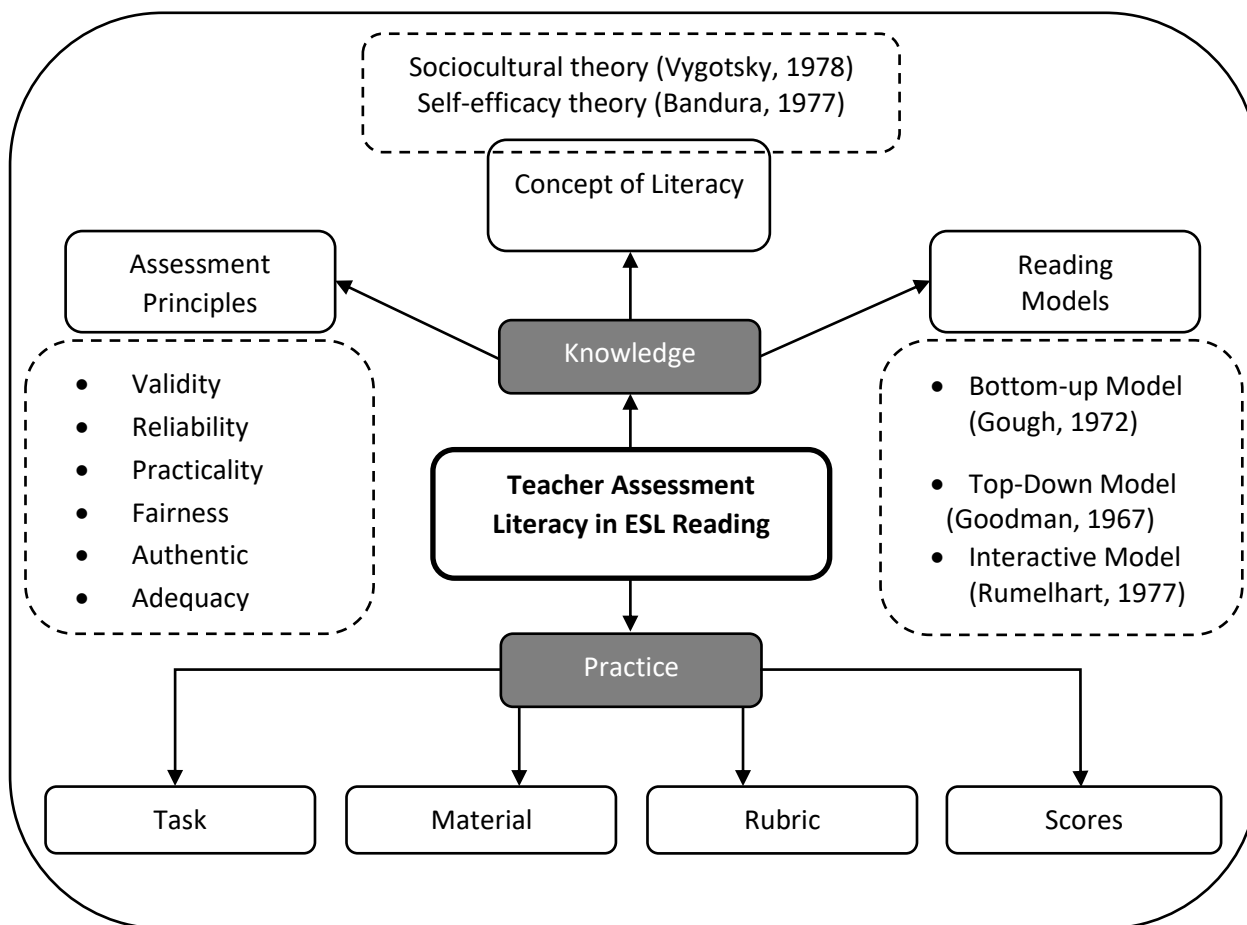 Sociocultural theory (Vygotsky, 1978)
Self-efficacy theory (Bandura, 1977)
Concept of Literacy
Assessment
Principles
Reading
Models
Knowledge
• Validity
• Reliability
• Practicality
• Fairness
• Authentic
• Adequacy
Teacher Assessment
Literacy in ESL Reading
• Bottom-up Model
(Gough, 1972)
• Top-Down Model
(Goodman, 1967)
• Interactive Model
(Rumelhart, 1977)
Practice
Task
Material
Rubric
Scores